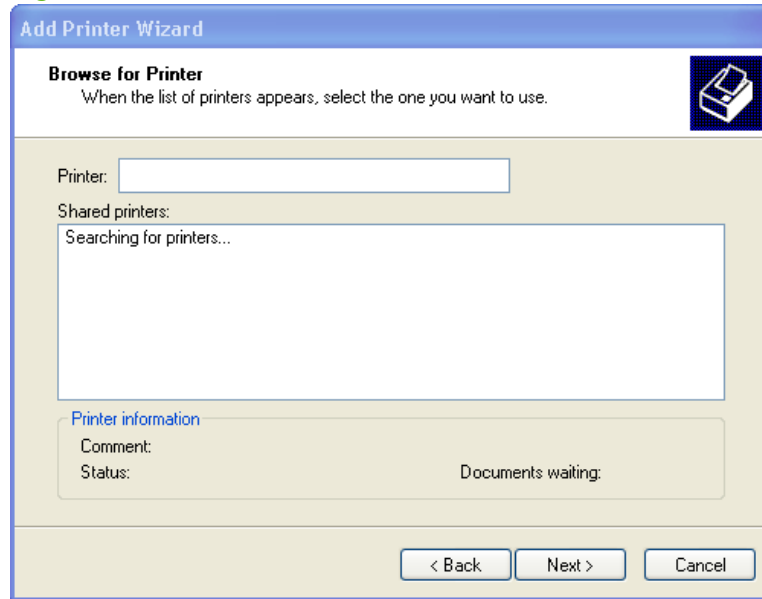 Add Printer Wizard
Browse for Printer
When the list of printers appears, select the one you want to use.
Printer:
Shared printers:
Searching for printers...
Printer information
Comment:
Status: Documents waiting:
< Back Next > Cancel